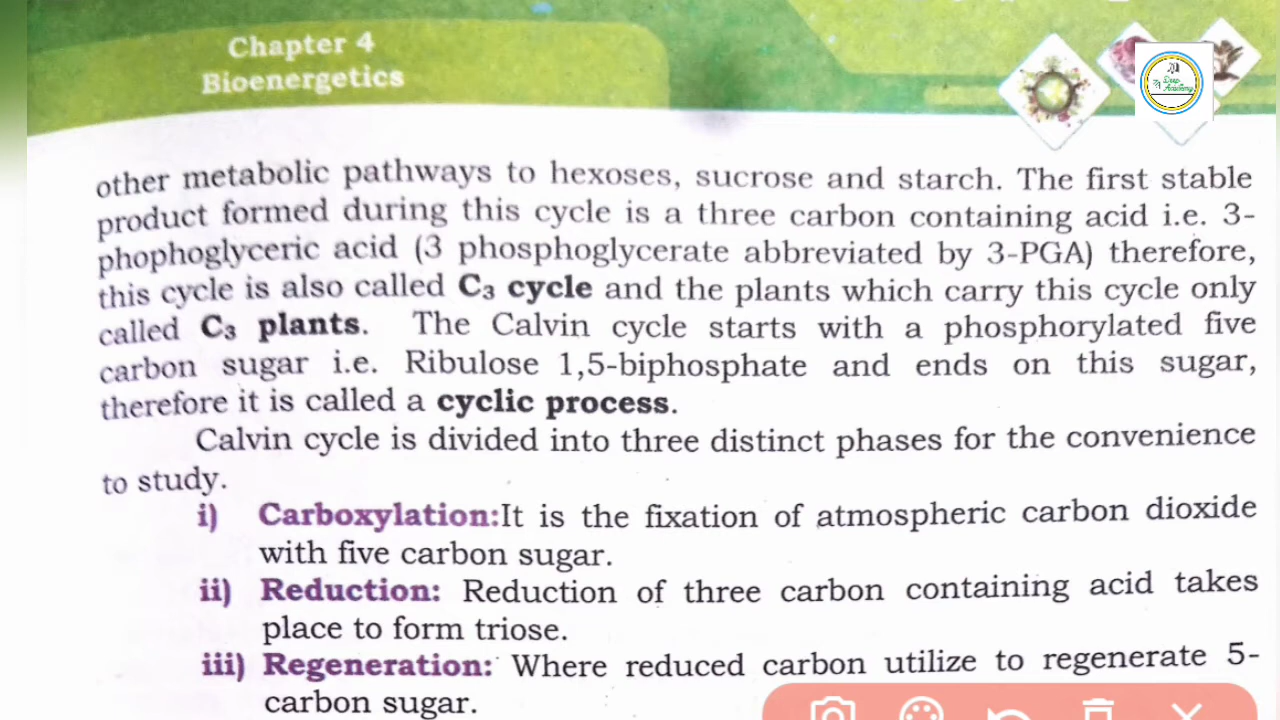 Chapter 4
Bioenergetics
Deep
Academy
other metabolic pathways to hexoses, sucrose and starch. The first stable
product formed during this cycle is a three carbon containing acid i.e. 3-
phophoglyceric acid (3 phosphoglycerate abbreviated by 3-PGA) therefore,
this cycle is also called C₃ cycle and the plants which carry this cycle only
called C₃ plants. The Calvin cycle starts with a phosphorylated five
carbon sugar i.e. Ribulose 1,5-biphosphate and ends on this sugar,
therefore it is called a cyclic process.
Calvin cycle is divided into three distinct phases for the convenience
to study.
i) Carboxylation:It is the fixation of atmospheric carbon dioxide
with five carbon sugar.
ii) Reduction: Reduction of three carbon containing acid takes
place to form triose.
iii) Regeneration: Where reduced carbon utilize to regenerate 5-
carbon sugar.